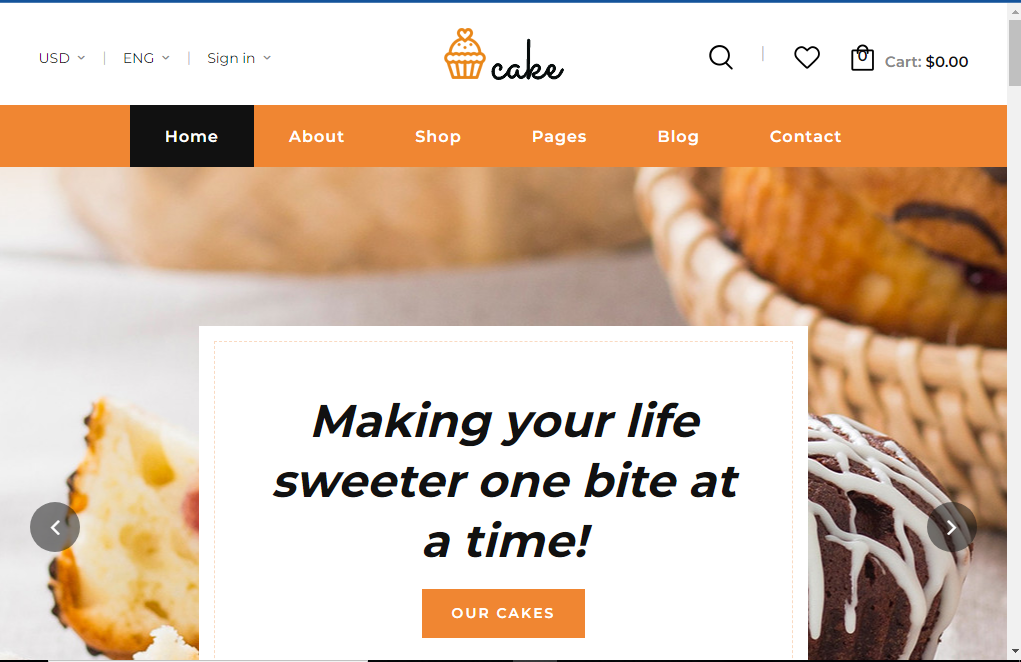 USD | ENG | Sign in
cake
0
Cart: $0.00
Home About Shop Pages Blog Contact
Making your life
sweeter one bite at
a time!
OUR CAKES